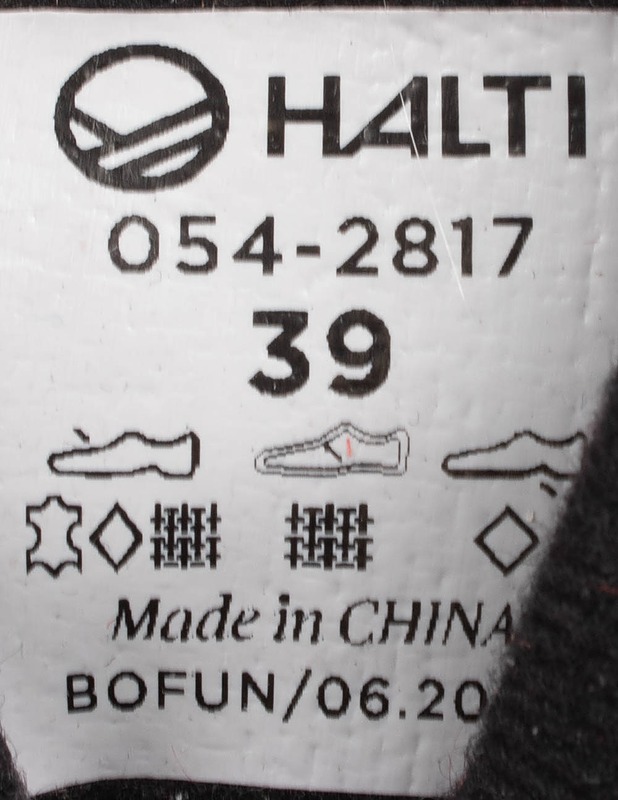 HALTI
054-2817
39
Made in CHINA
BOFUN/06.20